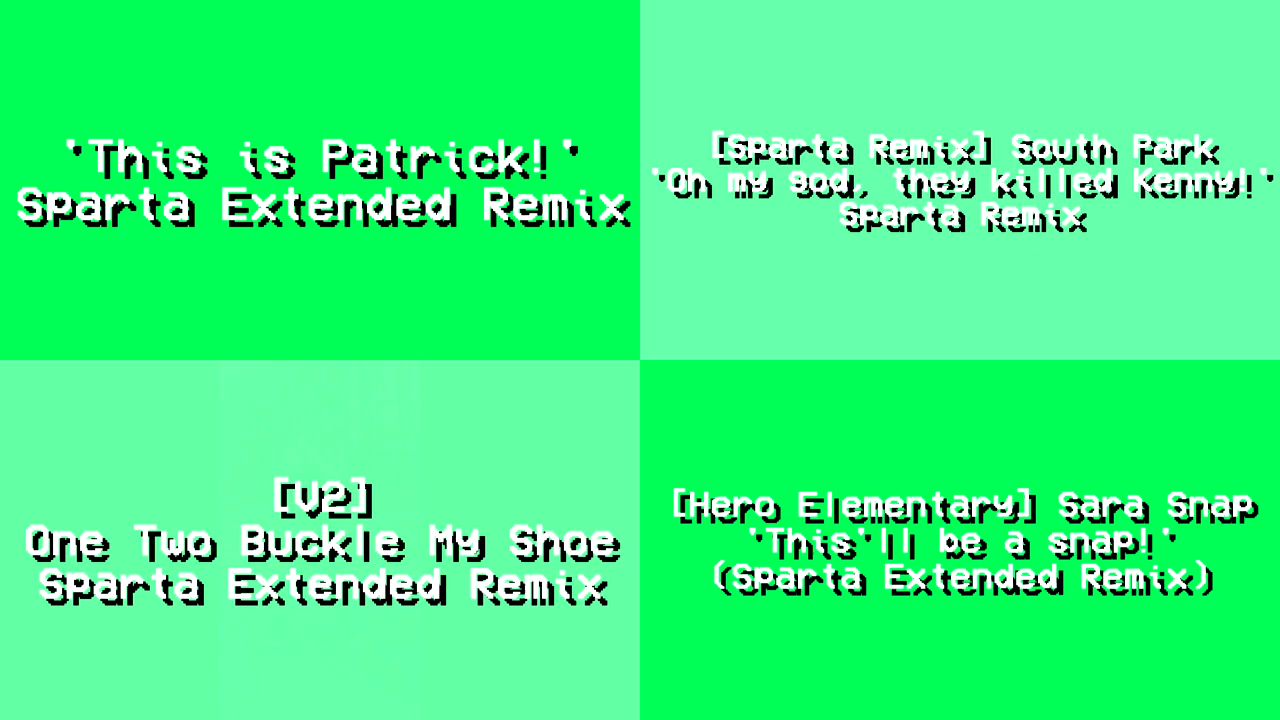 'This is Patrick!'
Sparta Extended Remix
[Sparta Remix] South Park
'Oh my god, they killed Kenny!'
Sparta Remix
[V2]
One Two Buckle My Shoe
Sparta Extended Remix
[Hero Elementary] Sara Snap
'This'll be a snap!'
(Sparta Extended Remix)